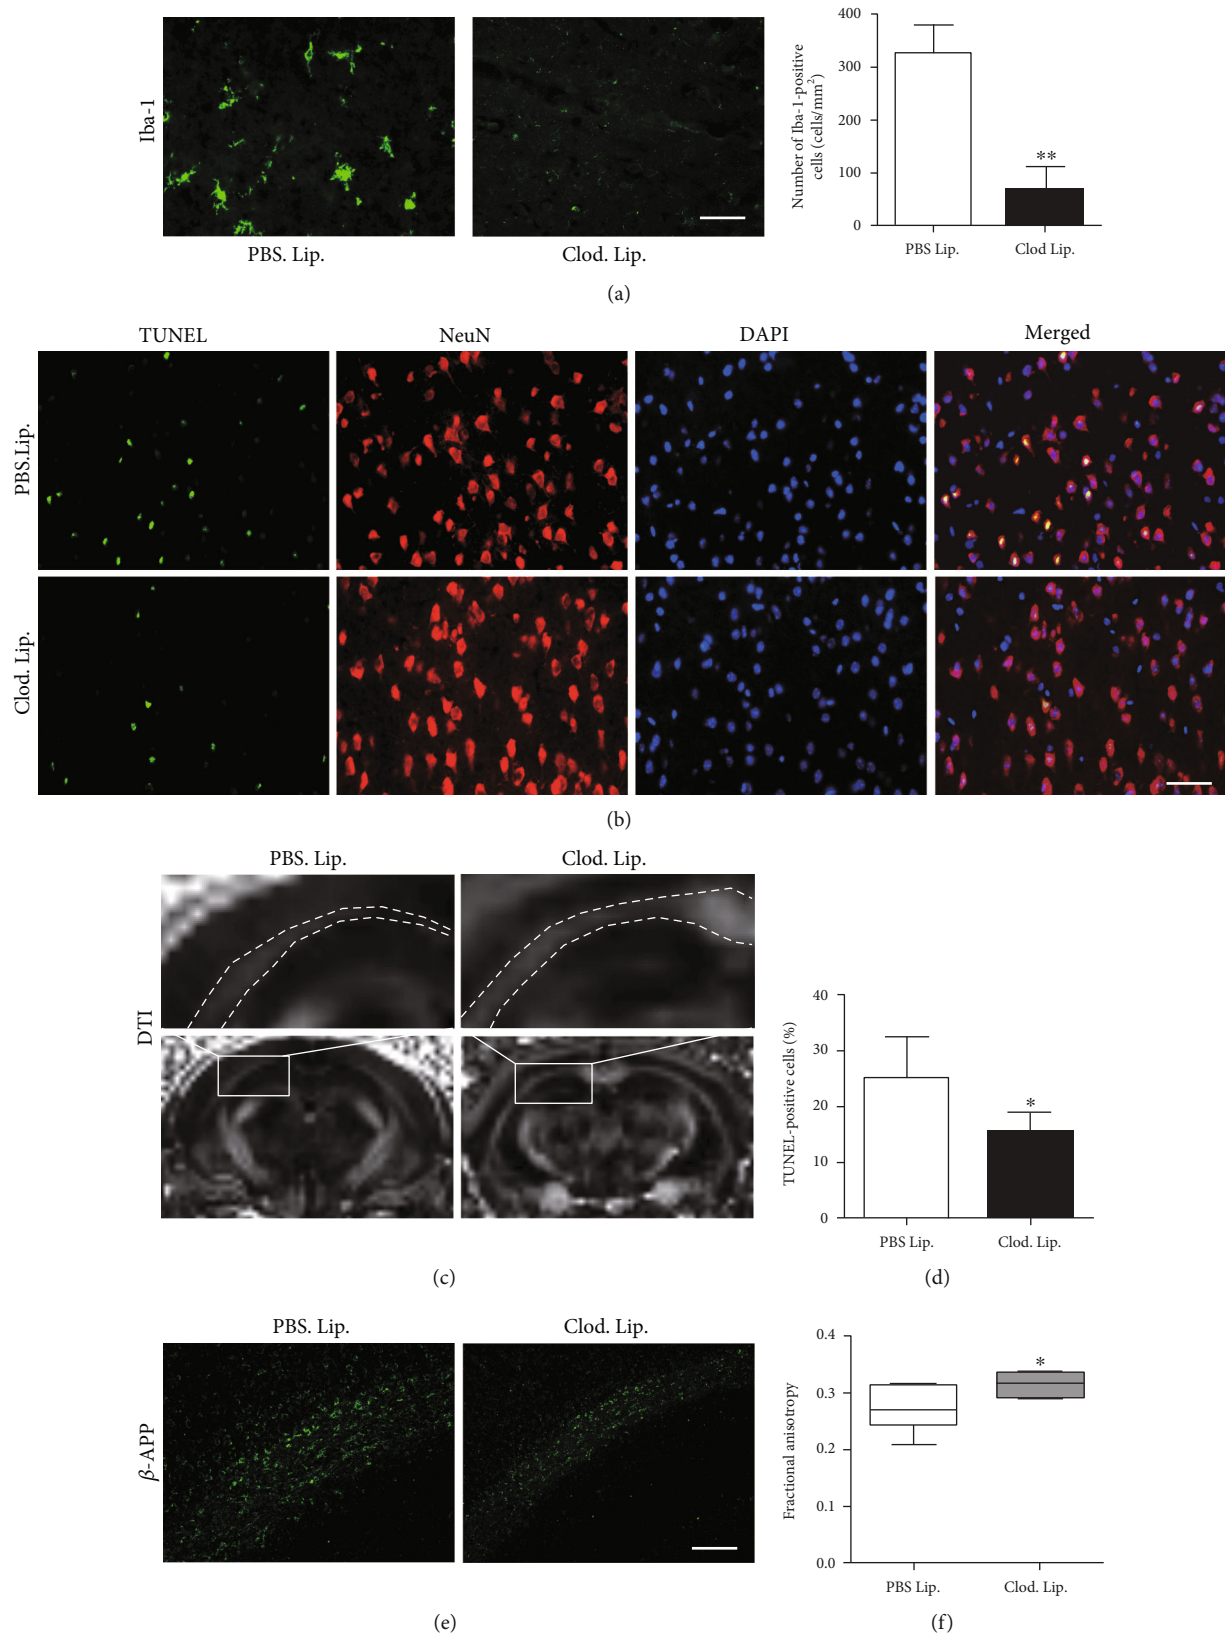 Iba-1
PBS. Lip.
Clod. Lip.
Number of Iba-1-positive
cells (cells/mm²)
400
300
200
100
0
**
PBS Lip.
Clod Lip.
(a)
TUNEL
NeuN
DAPI
Merged
PBS.Lip.
Clod. Lip.
(b)
PBS. Lip.
Clod. Lip.
DTI
(c)
TUNEL-positive cells (%)
40
30
20
10
0
*
PBS Lip.
Clod. Lip.
(d)
PBS. Lip.
Clod. Lip.
β-APP
(e)
Fractional anisotropy
0.4
0.3
0.2
0.1
0.0
*
PBS Lip.
Clod. Lip.
(f)